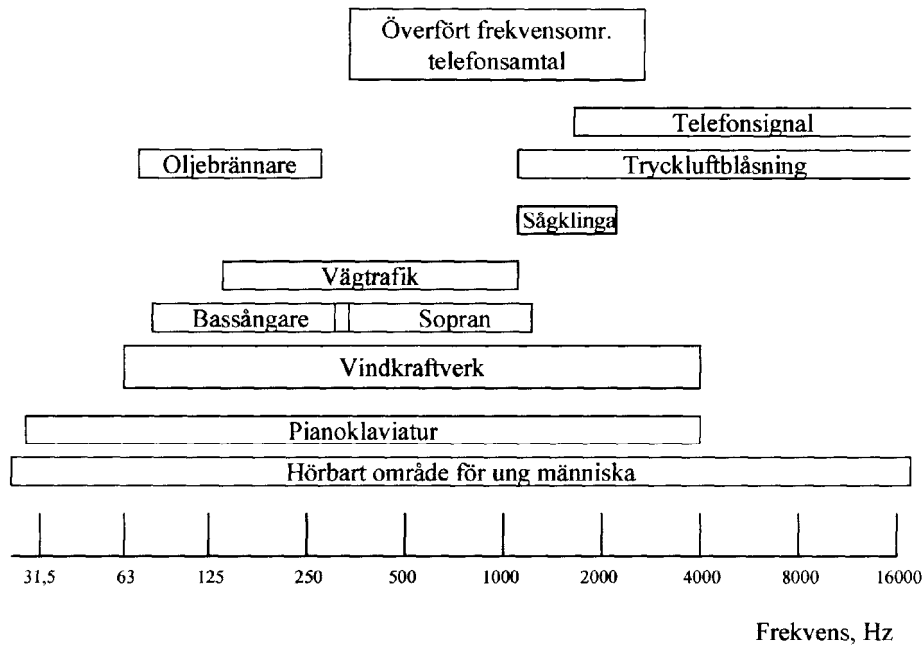 Överfört frekvensomr.
telefonsamtal
Telefonsignal
Oljebrännare
Tryckluftblåsning
Sågklinga
Vägtrafik
Bassångare
Sopran
Vindkraftverk
Pianoklaviatur
Hörbart område för ung människa
31,5 63 125 250 500 1000 2000 4000 8000 16000
Frekvens, Hz